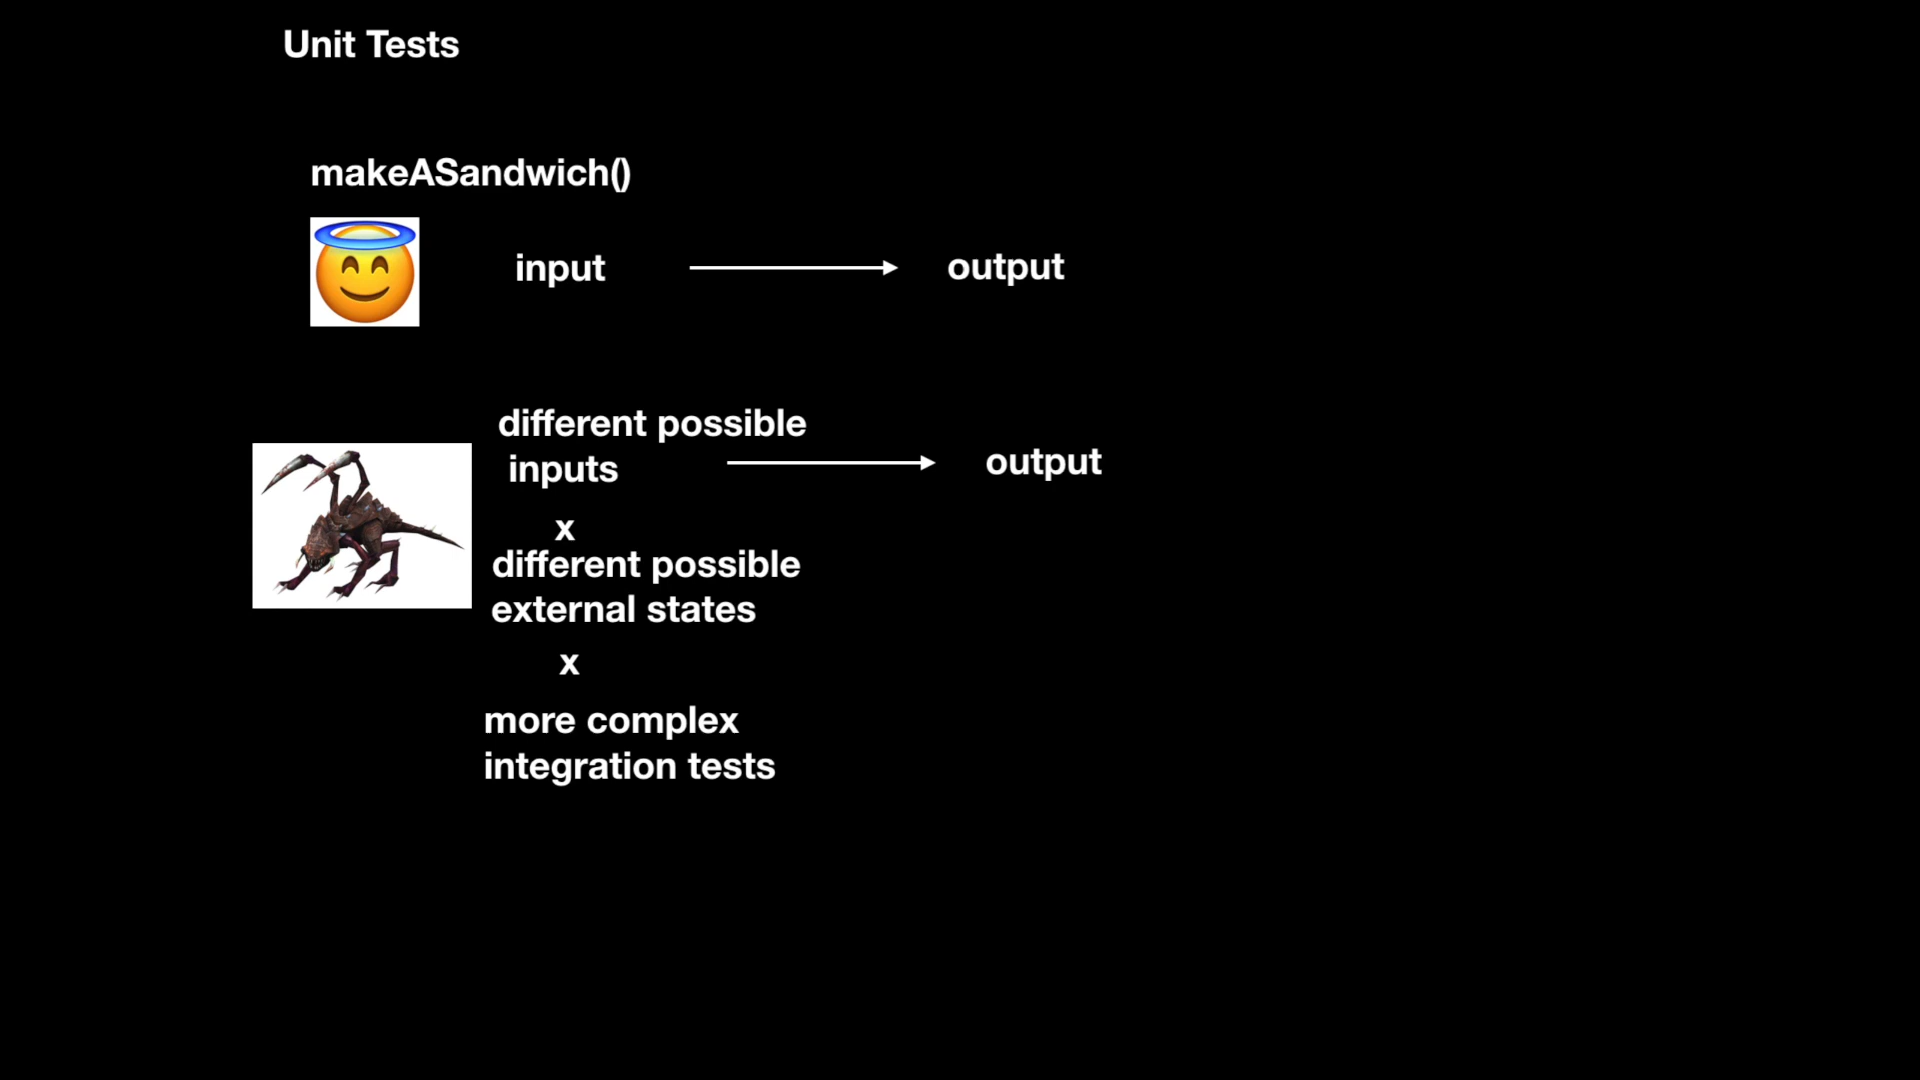 Unit Tests
makeASandwich()
input
output
different possible
inputs
output
x
different possible
external states
x
more complex
integration tests